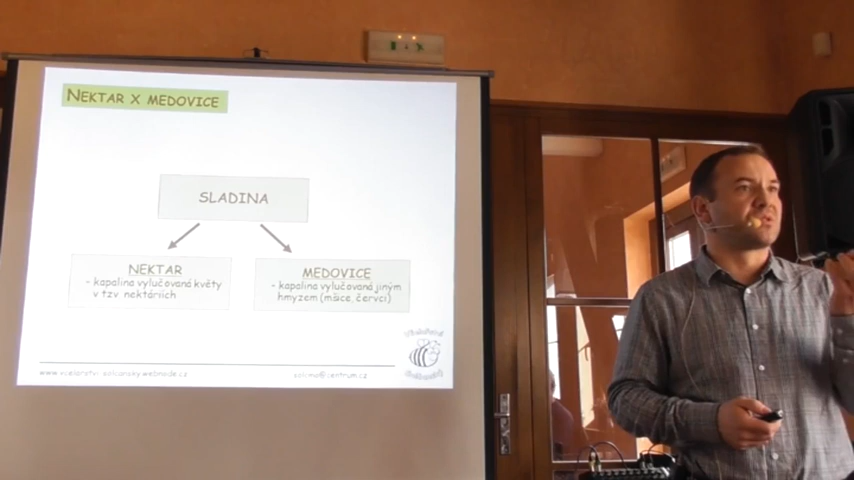 NEKTAR X MEDOVICE
SLADINA
NEKTAR
- kapalina vylučovaná květy
v tzv. nektáriích
MEDOVICE
- kapalina vylučovaná jiným
hmyzem (mšice, červci)